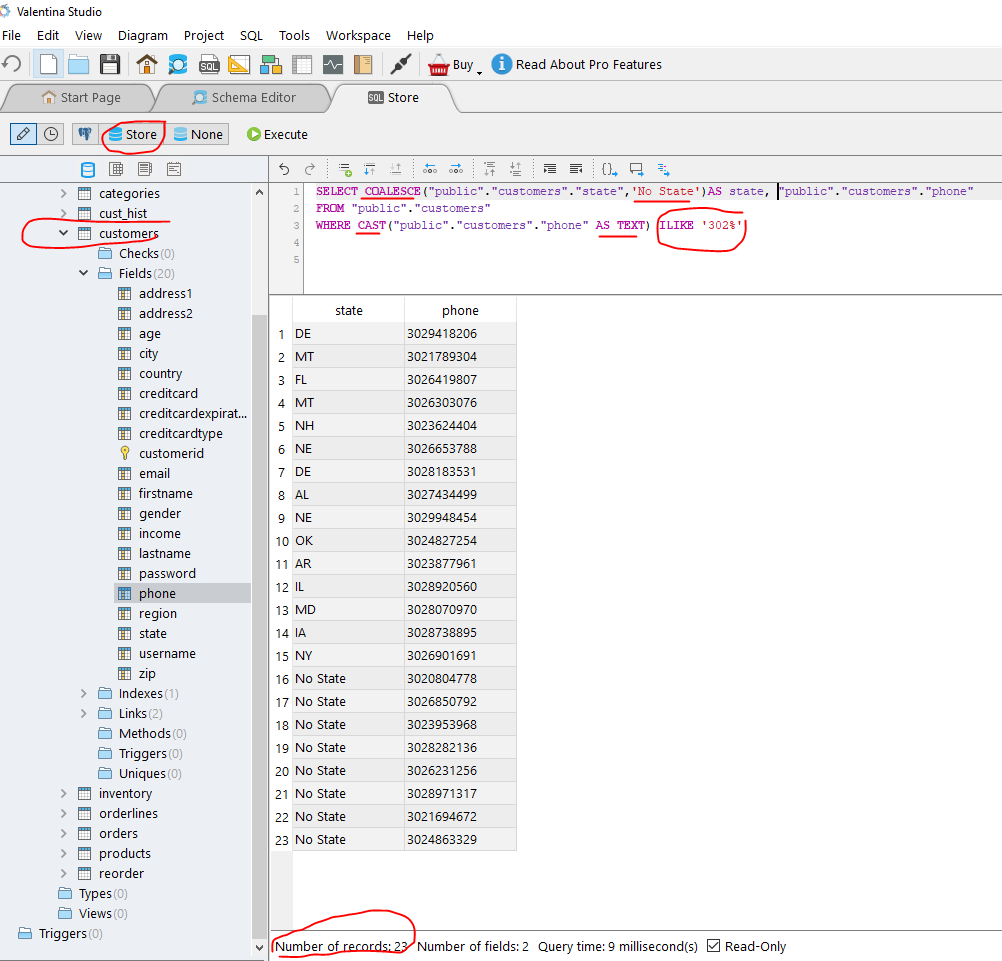 Valentina Studio
File Edit View Diagram Project SQL Tools Workspace Help
SQL Buy Read About Pro Features
Start Page Schema Editor SQL Store
Store None Execute
categories
cust_hist
customers
Checks(0)
Fields(20)
address1
address2
age
city
country
creditcard
creditcardexpirat...
creditcardtype
customerid
email
firstname
gender
income
lastname
password
phone
region
state
username
zip
Indexes(1)
Links(2)
Methods(0)
Triggers(0)
Uniques(0)
inventory
orderlines
orders
products
reorder
Types(0)
Views(0)
Triggers(0)
1 SELECT COALESCE("public"."customers"."state",'No State')AS state, "public"."customers"."phone"
2 FROM "public"."customers"
3 WHERE CAST("public"."customers"."phone" AS TEXT) ILIKE '302%'
4
5
state phone
1 DE 3029418206
2 MT 3021789304
3 FL 3026419807
4 MT 3026303076
5 NH 3023624404
6 NE 3026653788
7 DE 3028183531
8 AL 3027434499
9 NE 3029948454
10 OK 3024827254
11 AR 3023877961
12 IL 3028920560
13 MD 3028070970
14 IA 3028738895
15 NY 3026901691
16 No State 3020804778
17 No State 3026850792
18 No State 3023953968
19 No State 3028282136
20 No State 3026231256
21 No State 3028971317
22 No State 3021694672
23 No State 3024863329
Number of records: 23 Number of fields: 2 Query time: 9 millisecond(s) Read-Only